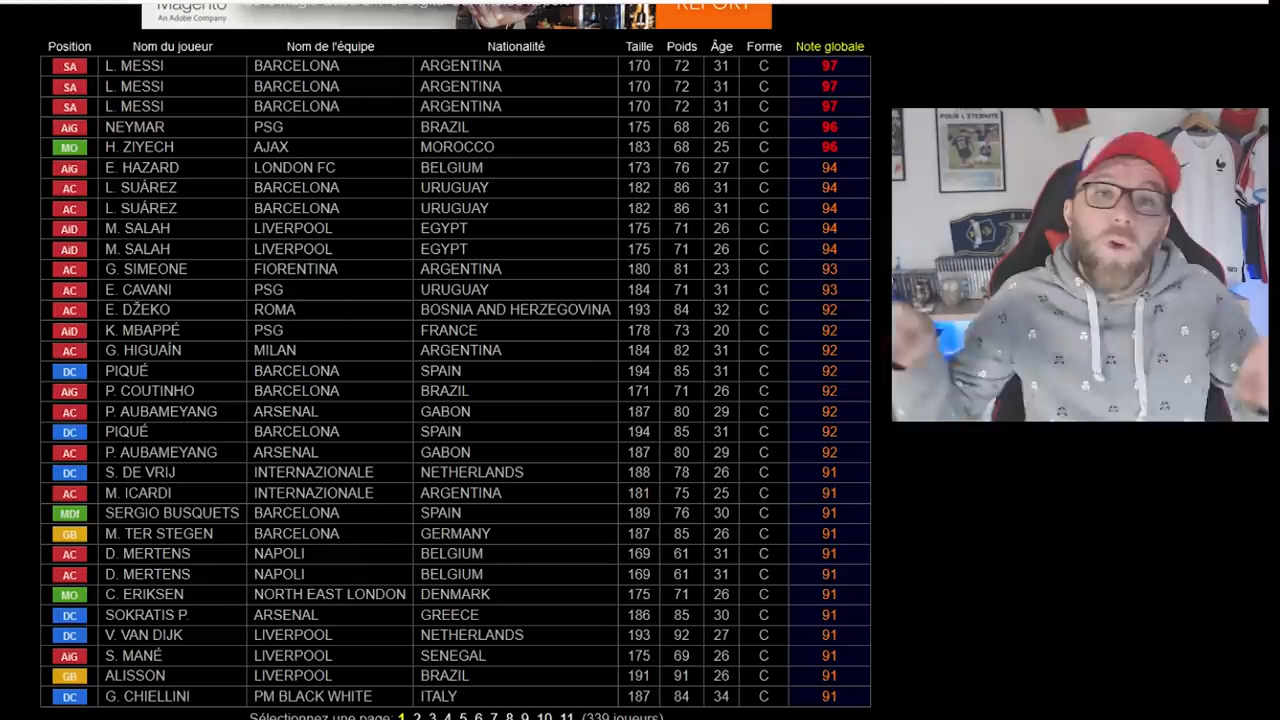 Magento
An Adobe Company
REPORT
Position Nom du joueur Nom de l'équipe Nationalité Taille Poids Âge Forme Note globale
SA L. MESSI BARCELONA ARGENTINA 170 72 31 C 97
SA L. MESSI BARCELONA ARGENTINA 170 72 31 C 97
SA L. MESSI BARCELONA ARGENTINA 170 72 31 C 97
AiG NEYMAR PSG BRAZIL 175 68 26 C 96
MO H. ZIYECH AJAX MOROCCO 183 68 25 C 96
AiG E. HAZARD LONDON FC BELGIUM 173 76 27 C 94
AC L. SUÁREZ BARCELONA URUGUAY 182 86 31 C 94
AC L. SUÁREZ BARCELONA URUGUAY 182 86 31 C 94
AiD M. SALAH LIVERPOOL EGYPT 175 71 26 C 94
AiD M. SALAH LIVERPOOL EGYPT 175 71 26 C 94
AC G. SIMEONE FIORENTINA ARGENTINA 180 81 23 C 93
AC E. CAVANI PSG URUGUAY 184 71 31 C 93
AC E. DŽEKO ROMA BOSNIA AND HERZEGOVINA 193 84 32 C 92
AiD K. MBAPPÉ PSG FRANCE 178 73 20 C 92
AC G. HIGUAÍN MILAN ARGENTINA 184 82 31 C 92
DC PIQUÉ BARCELONA SPAIN 194 85 31 C 92
AiG P. COUTINHO BARCELONA BRAZIL 171 71 26 C 92
AC P. AUBAMEYANG ARSENAL GABON 187 80 29 C 92
DC PIQUÉ BARCELONA SPAIN 194 85 31 C 92
AC P. AUBAMEYANG ARSENAL GABON 187 80 29 C 92
DC S. DE VRIJ INTERNAZIONALE NETHERLANDS 188 78 26 C 91
AC M. ICARDI INTERNAZIONALE ARGENTINA 181 75 25 C 91
MDf SERGIO BUSQUETS BARCELONA SPAIN 189 76 30 C 91
GB M. TER STEGEN BARCELONA GERMANY 187 85 26 C 91
AC D. MERTENS NAPOLI BELGIUM 169 61 31 C 91
AC D. MERTENS NAPOLI BELGIUM 169 61 31 C 91
MO C. ERIKSEN NORTH EAST LONDON DENMARK 175 71 26 C 91
DC SOKRATIS P. ARSENAL GREECE 186 85 30 C 91
DC V. VAN DIJK LIVERPOOL NETHERLANDS 193 92 27 C 91
AiG S. MANÉ LIVERPOOL SENEGAL 175 69 26 C 91
GB ALISSON LIVERPOOL BRAZIL 191 91 26 C 91
DC G. CHIELLINI PM BLACK WHITE ITALY 187 84 34 C 91
Sélectionnez une page: 1 2 3 4 5 6 7 8 9 10 11 (339 joueurs)
POUR L'ETERNITE